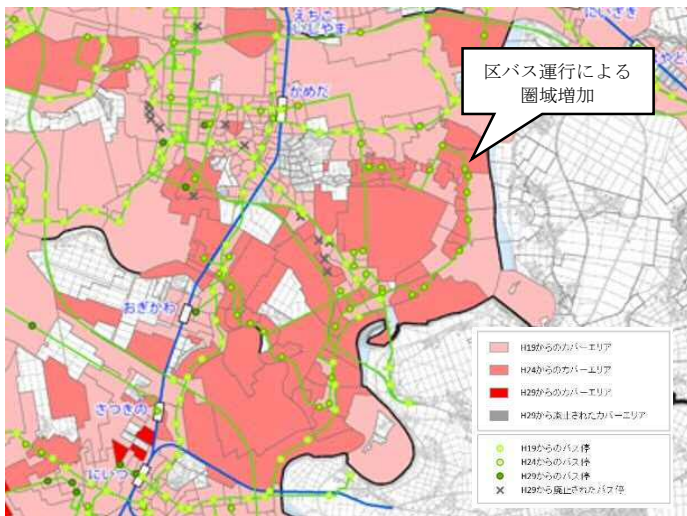 えちご
いしやま
にいざき
かめだ
区バス運行による
圏域増加
おぎかわ
さつきの
にいつ
H19からのカバーエリア
H24からのカバーエリア
H29からのカバーエリア
H29から廃止されたカバーエリア
H19からのバス停
H24からのバス停
H29からのバス停
H29から廃止されたバス停